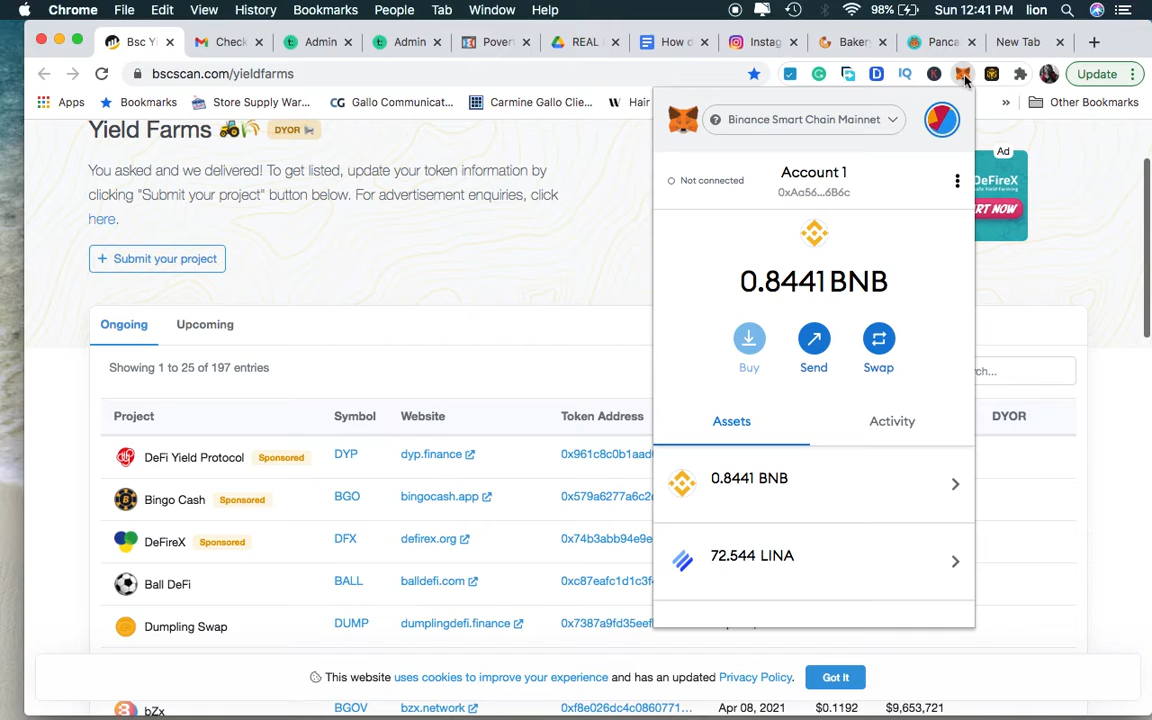 Chrome File Edit View History Bookmarks People Tab Window Help 98% Sun 12:41 PM lion
Bsc Yi Check Admin Admin Povert REAL How d Instag Bakery Panca New Tab
bscscan.com/yieldfarms IQ K Update
Apps Bookmarks Store Supply War... Gallo Communicat... Carmine Gallo Clie... Hair » Other Bookmarks
Yield Farms DYOR
You asked and we delivered! To get listed, update your token information by
clicking "Submit your project" button below. For advertisement enquiries, click
here.
+ Submit your project
Ad
DeFireX
START NOW
Binance Smart Chain Mainnet
Not connected
Account 1
0xAa56...6B6c
0.8441 BNB
Buy Send Swap
Assets Activity
0.8441 BNB
72.544 LINA
Ongoing Upcoming
Showing 1 to 25 of 197 entries
Project Symbol Website Token Address DYOR
DeFi Yield Protocol Sponsored DYP dyp.finance 0x961c8c0b1aad
Bingo Cash Sponsored BGO bingocash.app 0x579a6277a6c2
DeFireX Sponsored DFX defirex.org 0x74b3abb94e9e
Ball DeFi BALL balldefi.com 0xc87eafc1d1c3f
Dumpling Swap DUMP dumplingdefi.finance 0x7387a9fd35eef
This website uses cookies to improve your experience and has an updated Privacy Policy. Got It
bZx BGOV bzx.network 0xf8e026dc4c0860771... Apr 08, 2021 $0.1192 $9,653,721